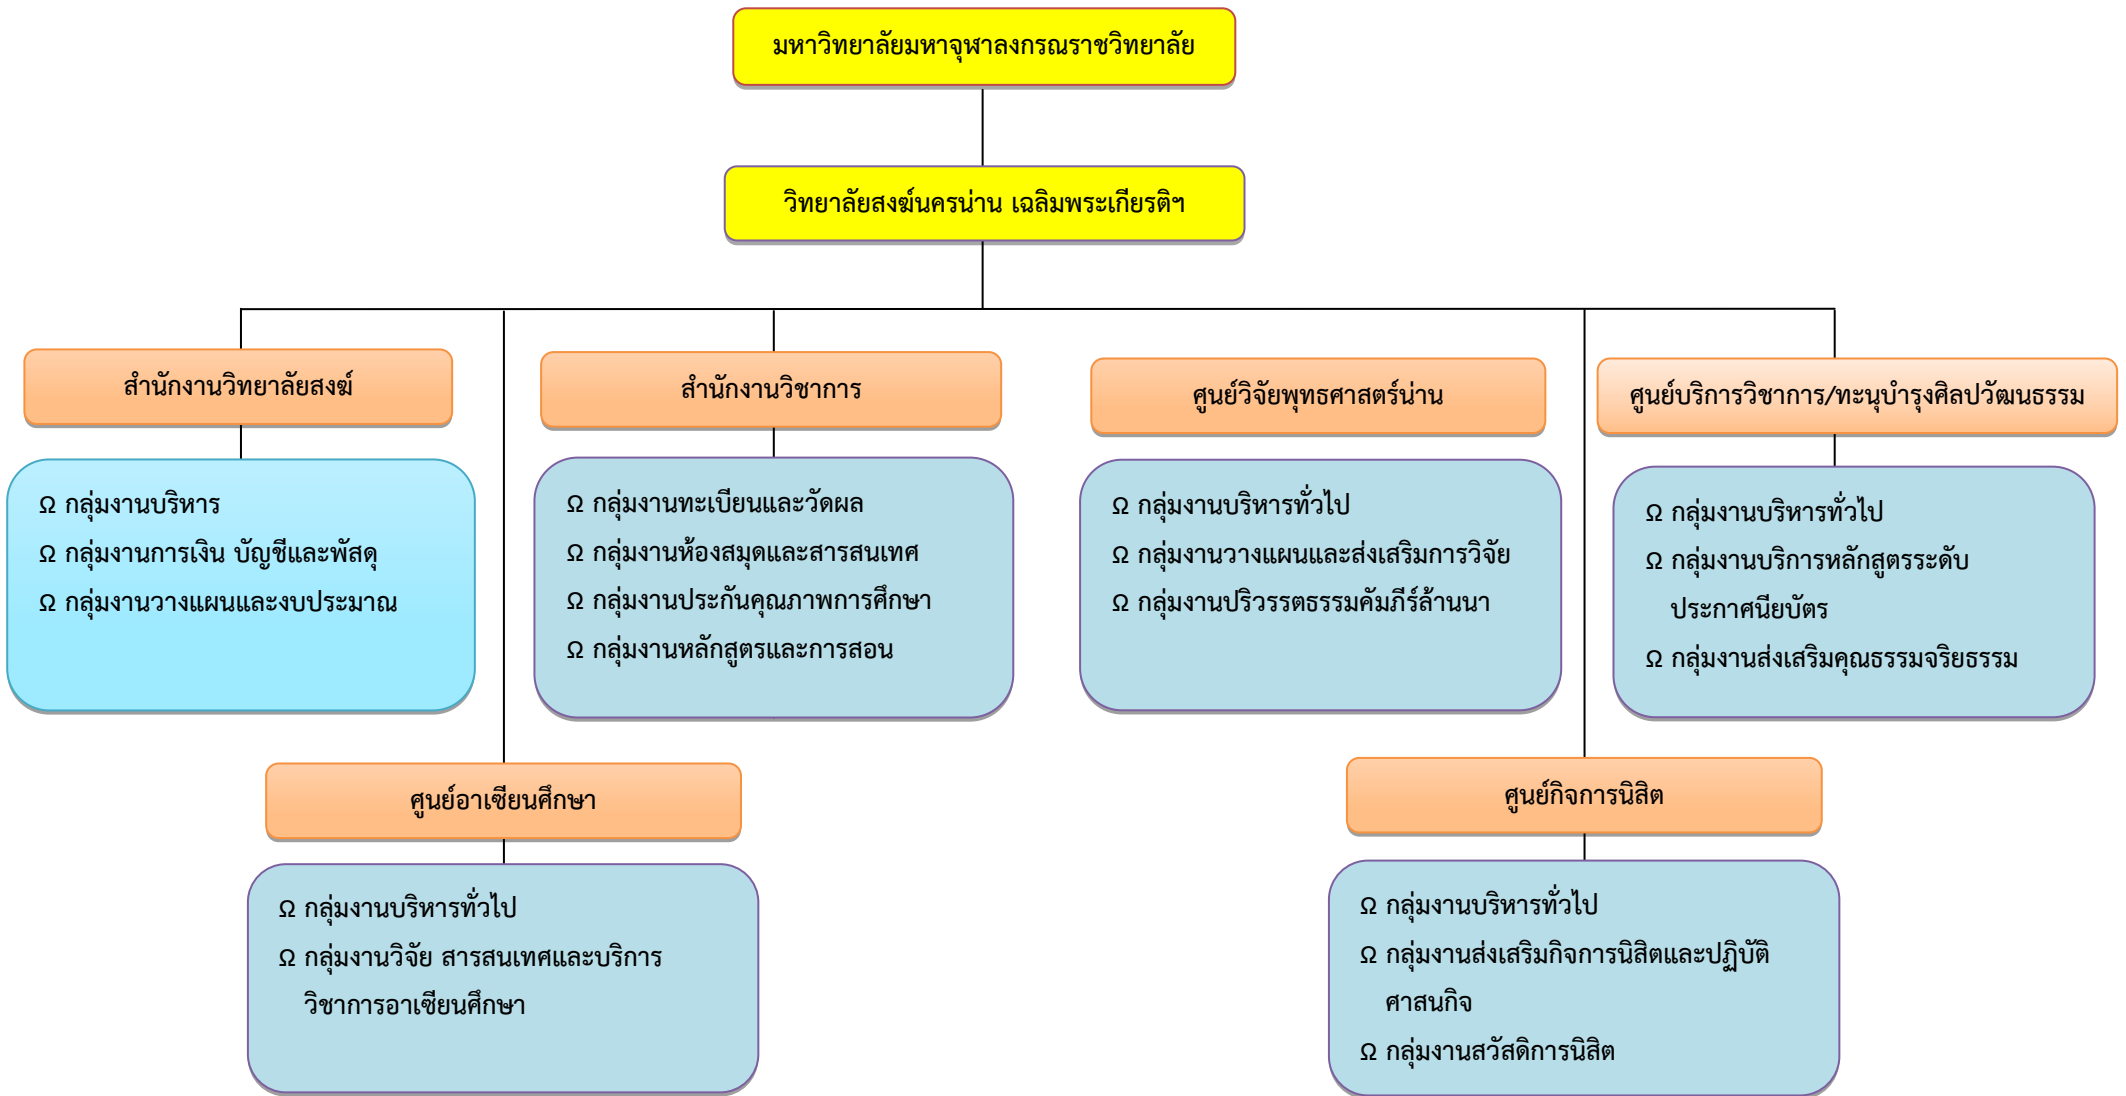 มหาวิทยาลัยมหาจุฬาลงกรณราชวิทยาลัย
วิทยาลัยสงฆ์นครน่าน เฉลิมพระเกียรติฯ
สำนักงานวิทยาลัยสงฆ์
Ω กลุ่มงานบริหาร
Ω กลุ่มงานการเงิน บัญชีและพัสดุ
Ω กลุ่มงานวางแผนและงบประมาณ
สำนักงานวิชาการ
Ω กลุ่มงานทะเบียนและวัดผล
Ω กลุ่มงานห้องสมุดและสารสนเทศ
Ω กลุ่มงานประกันคุณภาพการศึกษา
Ω กลุ่มงานหลักสูตรและการสอน
ศูนย์วิจัยพุทธศาสตร์น่าน
Ω กลุ่มงานบริหารทั่วไป
Ω กลุ่มงานวางแผนและส่งเสริมการวิจัย
Ω กลุ่มงานปริวรรตธรรมคัมภีร์ล้านนา
ศูนย์บริการวิชาการ/ทะนุบำรุงศิลปวัฒนธรรม
Ω กลุ่มงานบริหารทั่วไป
Ω กลุ่มงานบริการหลักสูตรระดับ
ประกาศนียบัตร
Ω กลุ่มงานส่งเสริมคุณธรรมจริยธรรม
ศูนย์อาเซียนศึกษา
Ω กลุ่มงานบริหารทั่วไป
Ω กลุ่มงานวิจัย สารสนเทศและบริการ
วิชาการอาเซียนศึกษา
ศูนย์กิจการนิสิต
Ω กลุ่มงานบริหารทั่วไป
Ω กลุ่มงานส่งเสริมกิจการนิสิตและปฏิบัติ
ศาสนกิจ
Ω กลุ่มงานสวัสดิการนิสิต